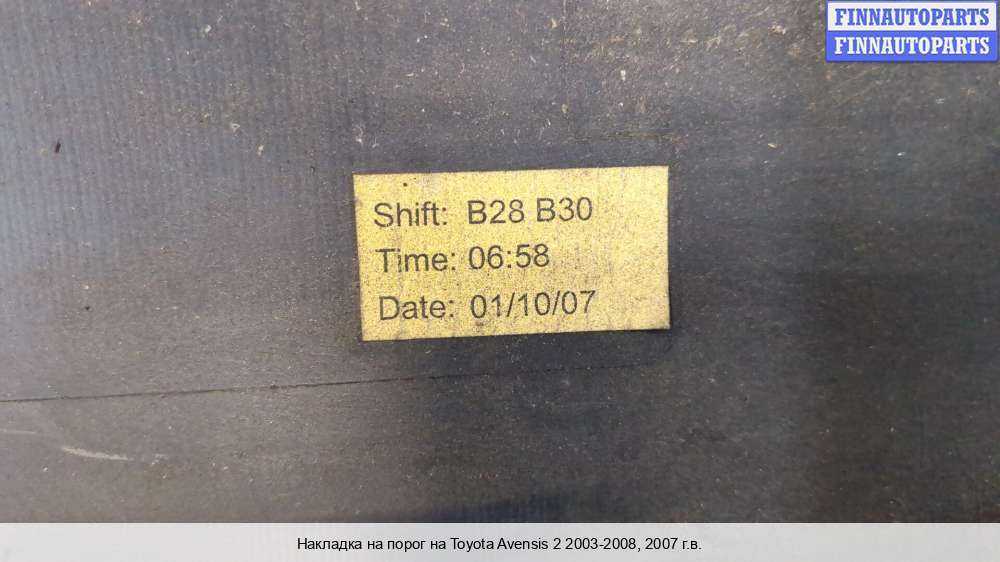 FINNAUTOPARTS
FINNAUTOPARTS
Shift: B28 B30
Time: 06:58
Date: 01/10/07
Накладка на порог на Toyota Avensis 2 2003-2008, 2007 г.в.